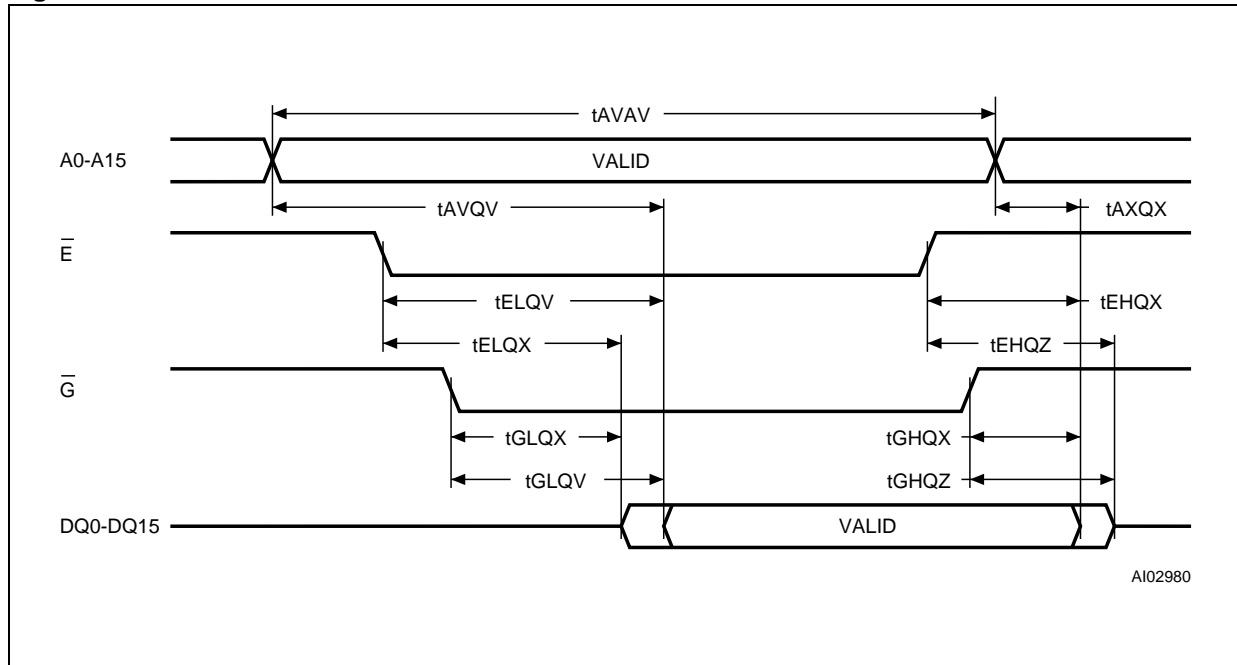 tAVAV
A0-A15 VALID
tAVQV tAXQX
E̅
tELQV tEHQX
tELQX tEHQZ
G̅
tGLQX tGHQX
tGLQV tGHQZ
DQ0-DQ15 VALID
AI02980